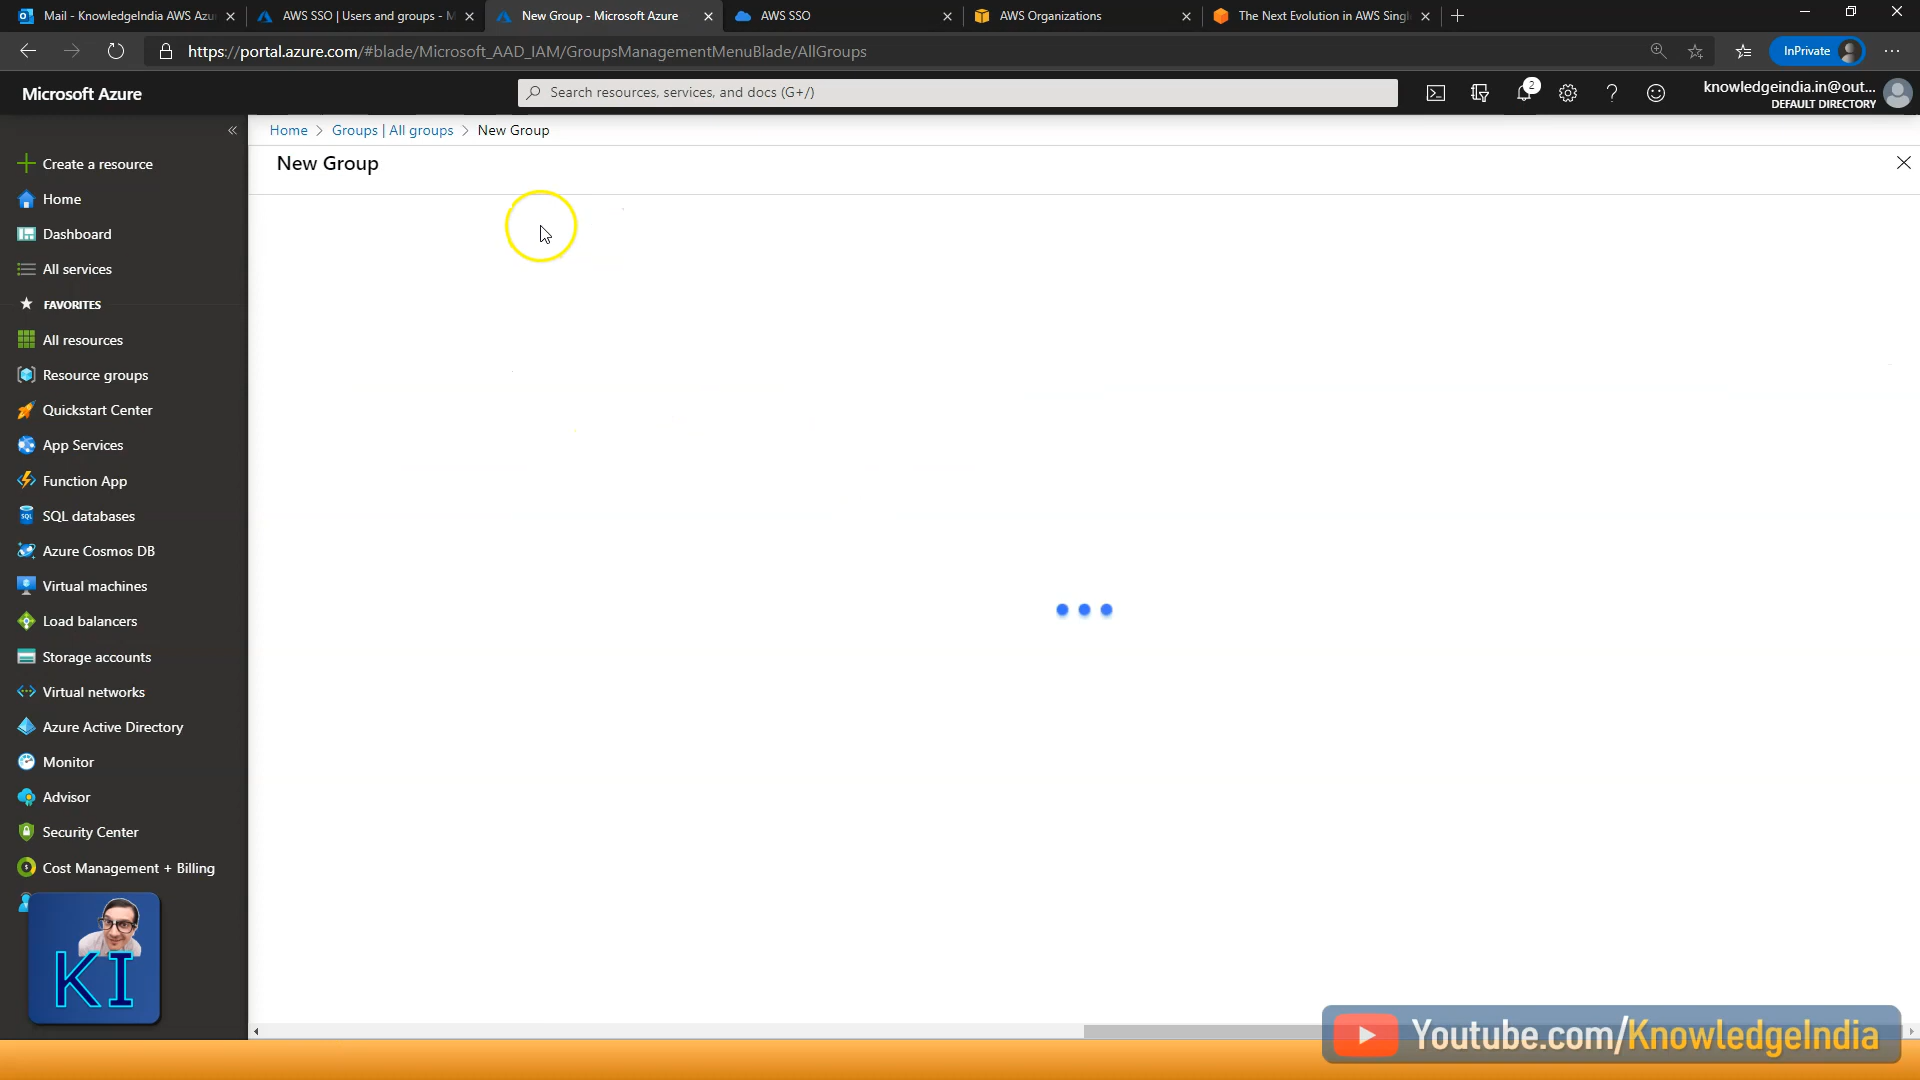 Mail - KnowledgeIndia AWS Azu
AWS SSO | Users and groups - M
New Group - Microsoft Azure
AWS SSO
AWS Organizations
The Next Evolution in AWS Singl
https://portal.azure.com/#blade/Microsoft_AAD_IAM/GroupsManagementMenuBlade/AllGroups
InPrivate
Microsoft Azure
Search resources, services, and docs (G+/)
2
knowledgeindia.in@out...
DEFAULT DIRECTORY
Home > Groups | All groups > New Group
New Group
Create a resource
Home
Dashboard
All services
FAVORITES
All resources
Resource groups
Quickstart Center
App Services
Function App
SQL
SQL databases
Azure Cosmos DB
Virtual machines
Load balancers
Storage accounts
Virtual networks
Azure Active Directory
Monitor
Advisor
Security Center
Cost Management + Billing
KI
Youtube.com/KnowledgeIndia